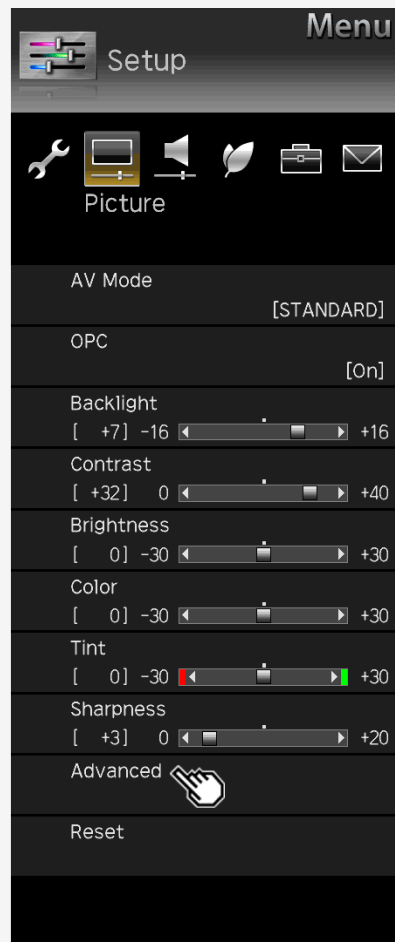 Menu
Setup
Picture
AV Mode
[STANDARD]
OPC
[On]
Backlight
[ +7] -16 +16
Contrast
[ +32] 0 +40
Brightness
[ 0] -30 +30
Color
[ 0] -30 +30
Tint
[ 0] -30 +30
Sharpness
[ +3] 0 +20
Advanced
Reset